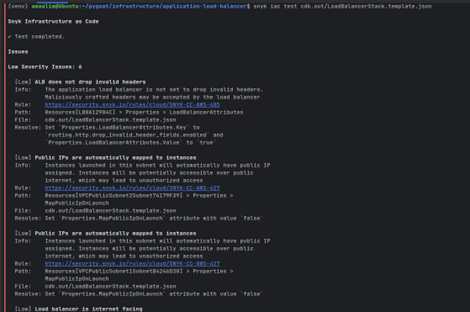 (venv) amaalim@Ubuntu:~/pygoat/infrastructure/application-load-balancer$ snyk iac test cdk.out/LoadBalancerStack.template.json
Snyk Infrastructure as Code
✔ Test completed.
Issues
Low Severity Issues: 6
[Low] ALB does not drop invalid headers
Info: The application load balancer is not set to drop invalid headers.
Maliciously crafted headers may be accepted by the load balancer
Rule: https://security.snyk.io/rules/cloud/SNYK-CC-AWS-405
Path: Resources[LB8A12904C] > Properties > LoadBalancerAttributes
File: cdk.out/LoadBalancerStack.template.json
Resolve: Set `Properties.LoadBalancerAttributes.Key` to
`routing.http.drop_invalid_header_fields.enabled` and
`Properties.LoadBalancerAttributes.Value` to `true`
[Low] Public IPs are automatically mapped to instances
Info: Instances launched in this subnet will automatically have public IP
assigned. Instances will be potentially accessible over public
internet, which may lead to unauthorized access
Rule: https://security.snyk.io/rules/cloud/SNYK-CC-AWS-427
Path: Resources[VPCPublicSubnet2Subnet74179F39] > Properties >
MapPublicIpOnLaunch
File: cdk.out/LoadBalancerStack.template.json
Resolve: Set `Properties.MapPublicIpOnLaunch` attribute with value `false`
[Low] Public IPs are automatically mapped to instances
Info: Instances launched in this subnet will automatically have public IP
assigned. Instances will be potentially accessible over public
internet, which may lead to unauthorized access
Rule: https://security.snyk.io/rules/cloud/SNYK-CC-AWS-427
Path: Resources[VPCPublicSubnet1SubnetB4246D30] > Properties >
MapPublicIpOnLaunch
File: cdk.out/LoadBalancerStack.template.json
Resolve: Set `Properties.MapPublicIpOnLaunch` attribute with value `false`
[Low] Load balancer is internet facing